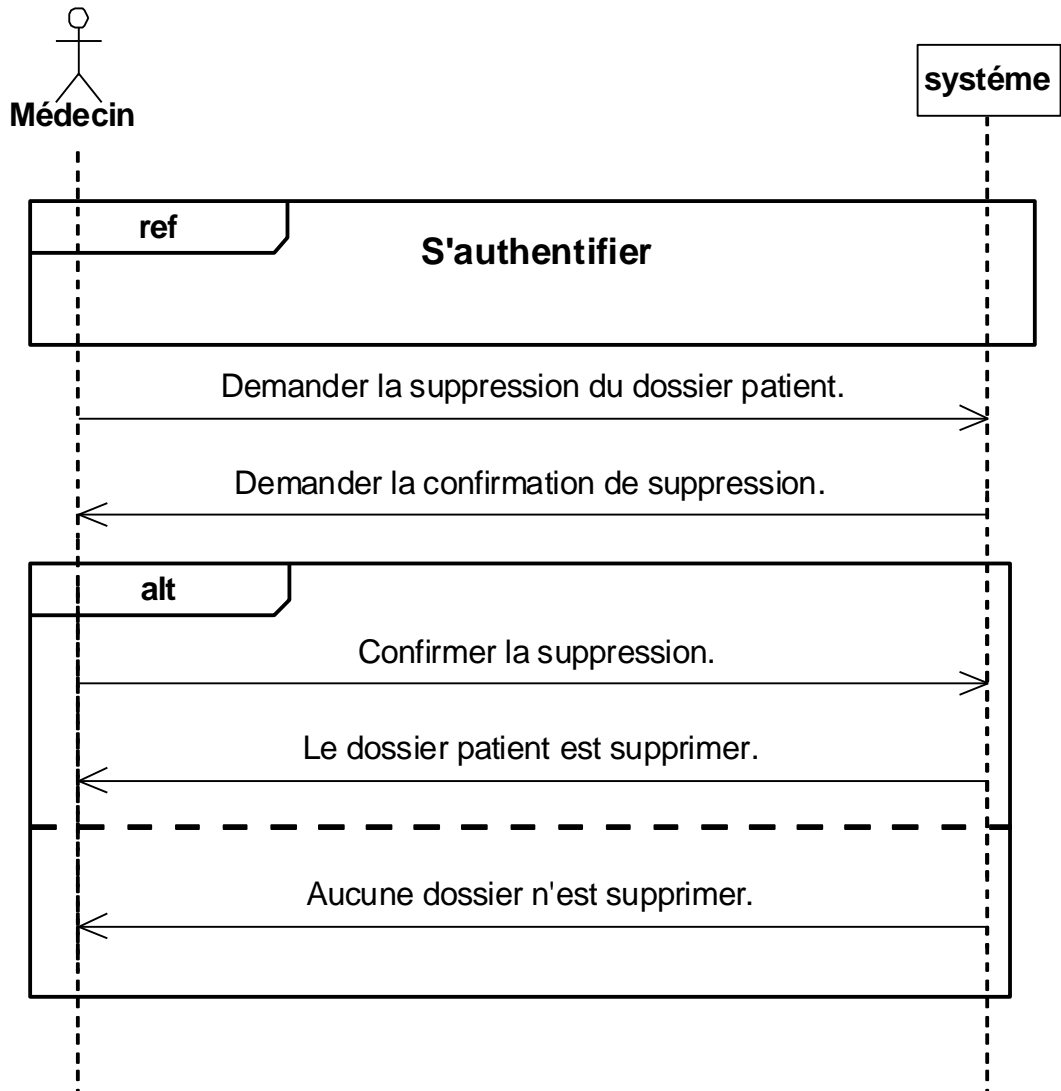 Médecin
systéme
ref
S'authentifier
Demander la suppression du dossier patient.
Demander la confirmation de suppression.
alt
Confirmer la suppression.
Le dossier patient est supprimer.
Aucune dossier n'est supprimer.